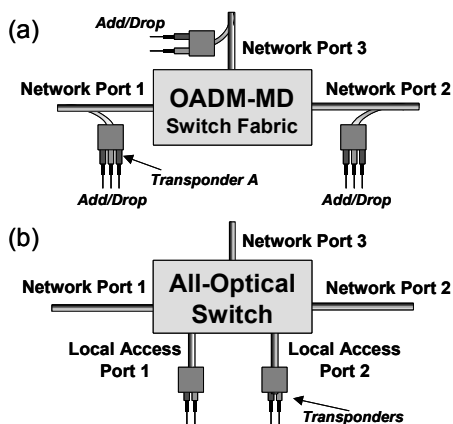 (a)
Add/Drop
Network Port 3
Network Port 1
OADM-MD
Switch Fabric
Network Port 2
Transponder A
Add/Drop
Add/Drop
(b)
Network Port 3
Network Port 1
All-Optical
Switch
Network Port 2
Local Access
Port 1
Local Access
Port 2
Transponders